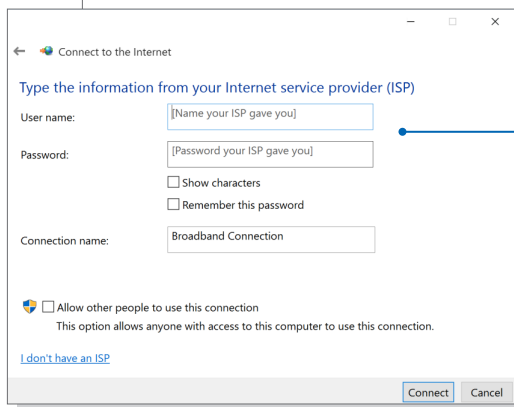 Connect to the Internet
Type the information from your Internet service provider (ISP)
User name:
[Name your ISP gave you]
Password:
[Password your ISP gave you]
Show characters
Remember this password
Connection name:
Broadband Connection
Allow other people to use this connection
This option allows anyone with access to this computer to use this connection.
I don't have an ISP
Connect Cancel